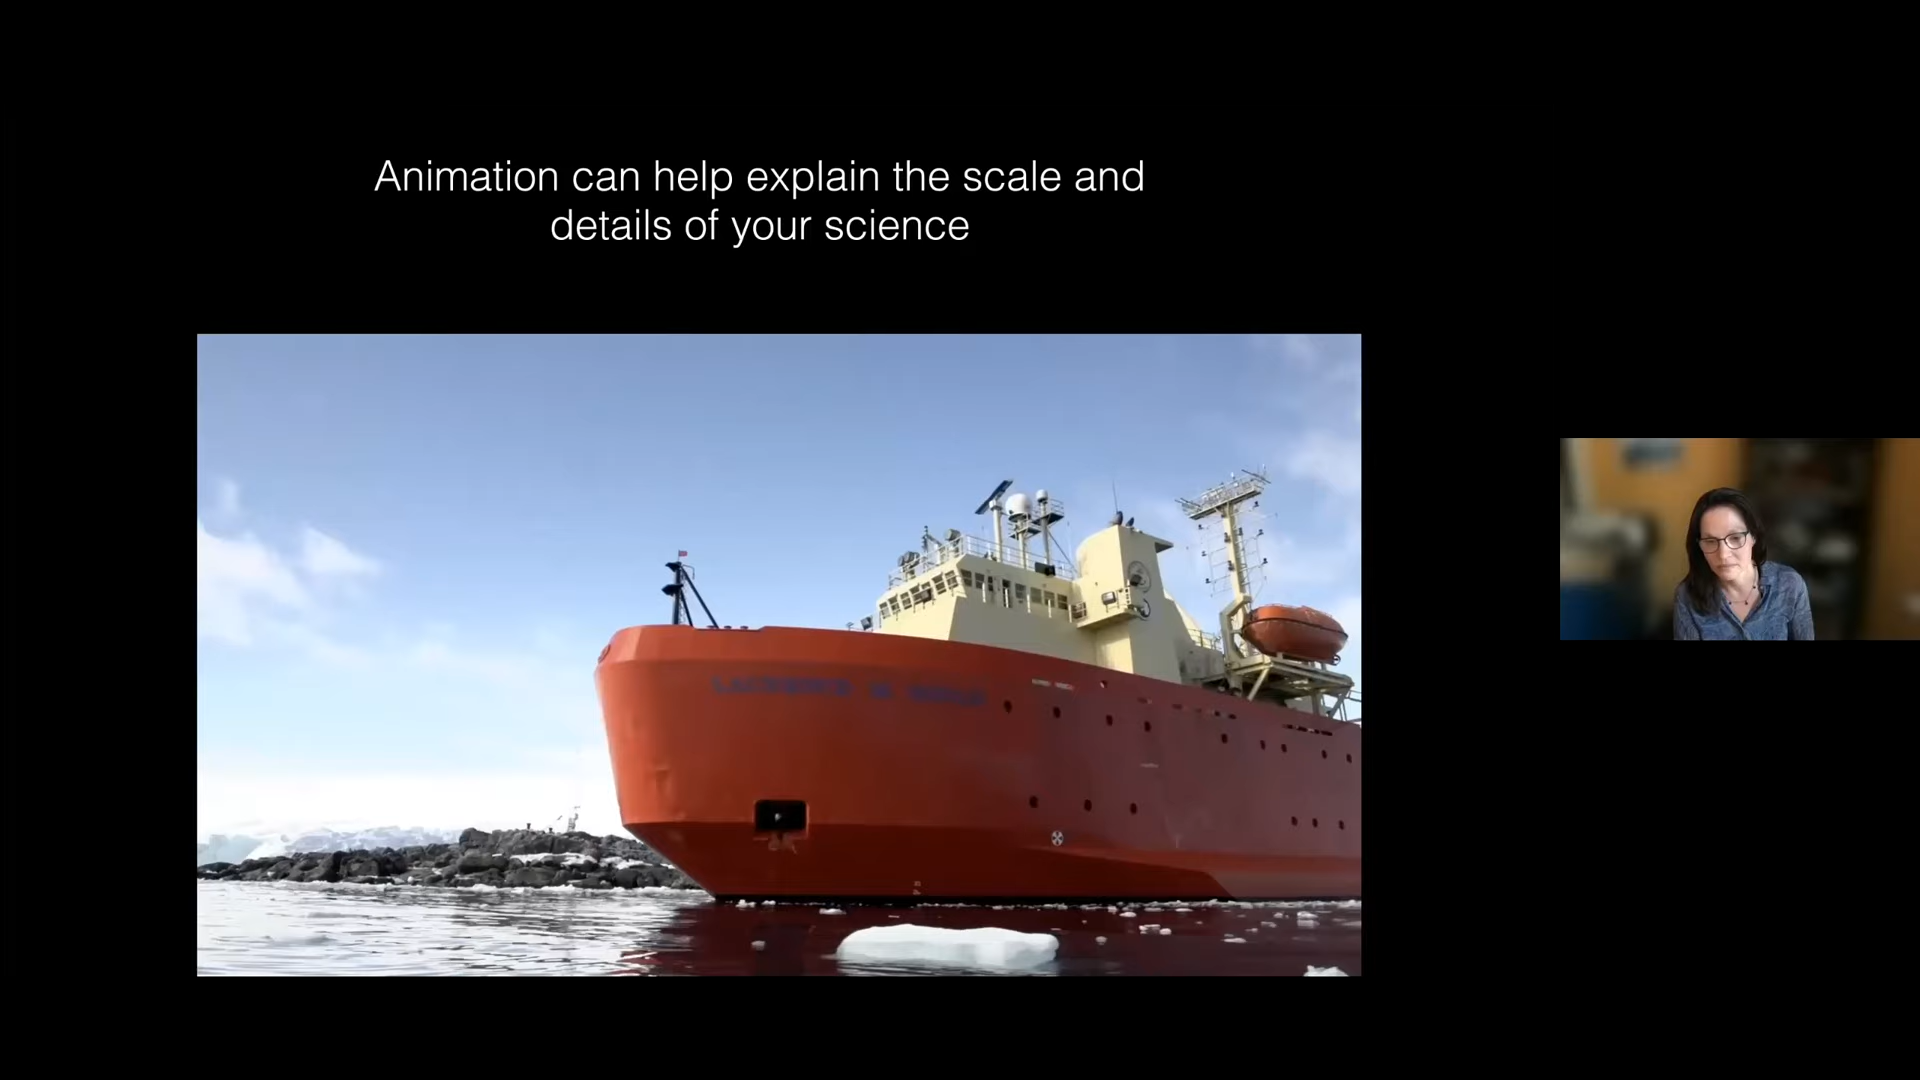 Animation can help explain the scale and
details of your science